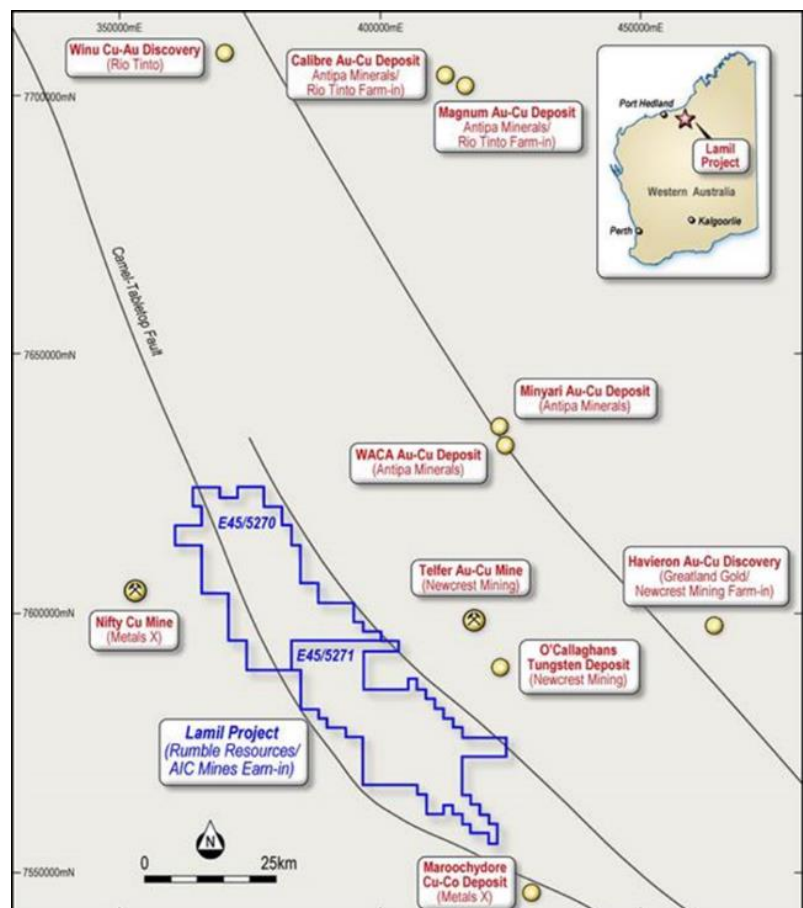 350000mE
400000mE
450000mE
Winu Cu-Au Discovery
(Rio Tinto)
Calibre Au-Cu Deposit
Antipa Minerals/
Rio Tinto Farm-in)
Magnum Au-Cu Deposit
Antipa Minerals/
Rio Tinto Farm-in)
Port Hedland
Lamil
Project
Western Australia
Kalgoorlie
Perth
7700000mN
Camel-Tabletop Fault
7650000mN
Minyari Au-Cu Deposit
(Antipa Minerals)
WACA Au-Cu Deposit
(Antipa Minerals)
E45/5270
Telfer Au-Cu Mine
(Newcrest Mining)
Havieron Au-Cu Discovery
(Greatland Gold/
Newcrest Mining Farm-in)
7600000mN
Nifty Cu Mine
(Metals X)
E45/5271
O'Callaghans
Tungsten Deposit
(Newcrest Mining)
Lamil Project
(Rumble Resources/
AIC Mines Earn-in)
N
0
25km
7550000mN
Maroochydore
Cu-Co Deposit
(Metals X)